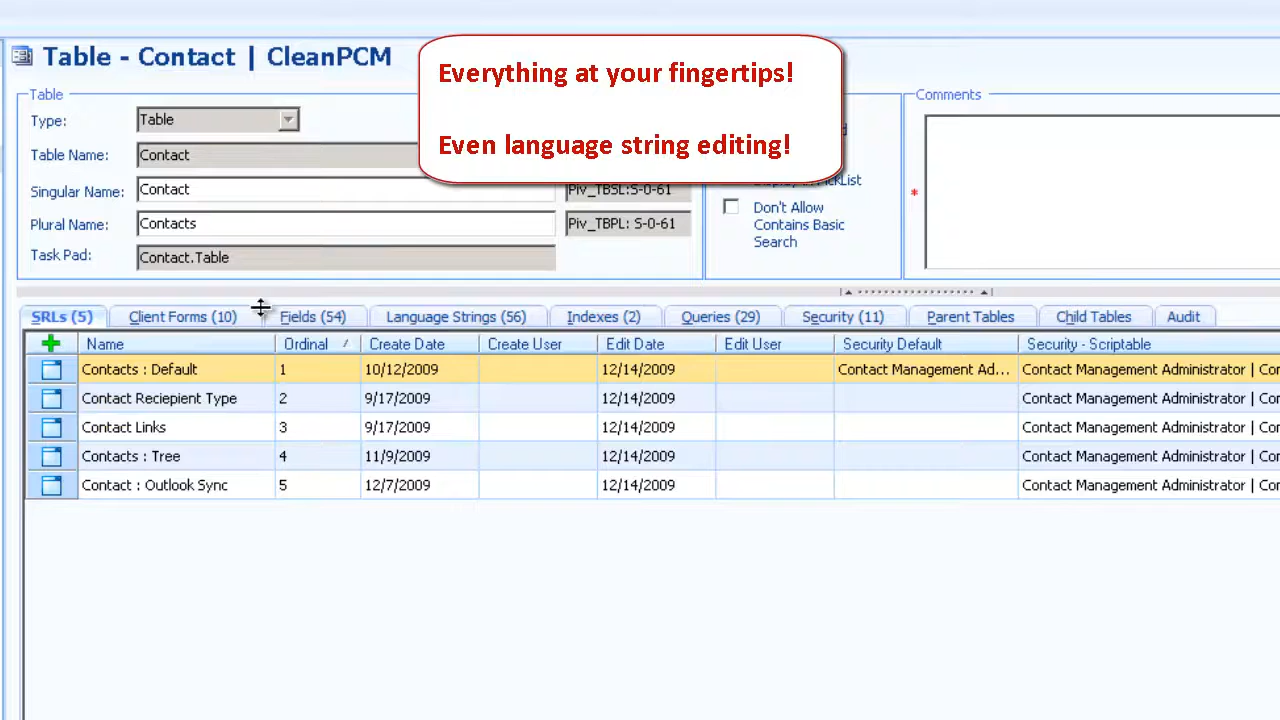 Table - Contact | CleanPCM
Everything at your fingertips!
Even language string editing!
Table
Type: Table
Table Name: Contact
Singular Name: Contact Piv_TBSL:S-0-61
Plural Name: Contacts Piv_TBPL: S-0-61
Task Pad: Contact.Table
Don't Allow
Contains Basic
Search
Comments
*
SRLs (5) Client Forms (10) Fields (54) Language Strings (56) Indexes (2) Queries (29) Security (11) Parent Tables Child Tables Audit
Name Ordinal Create Date Create User Edit Date Edit User Security Default Security - Scriptable
Contacts : Default 1 10/12/2009 12/14/2009 Contact Management Ad... Contact Management Administrator | Co
Contact Reciepient Type 2 9/17/2009 12/14/2009 Contact Management Administrator | Co
Contact Links 3 9/17/2009 12/14/2009 Contact Management Administrator | Co
Contacts : Tree 4 11/9/2009 12/14/2009 Contact Management Administrator | Co
Contact : Outlook Sync 5 12/7/2009 12/14/2009 Contact Management Administrator | Co